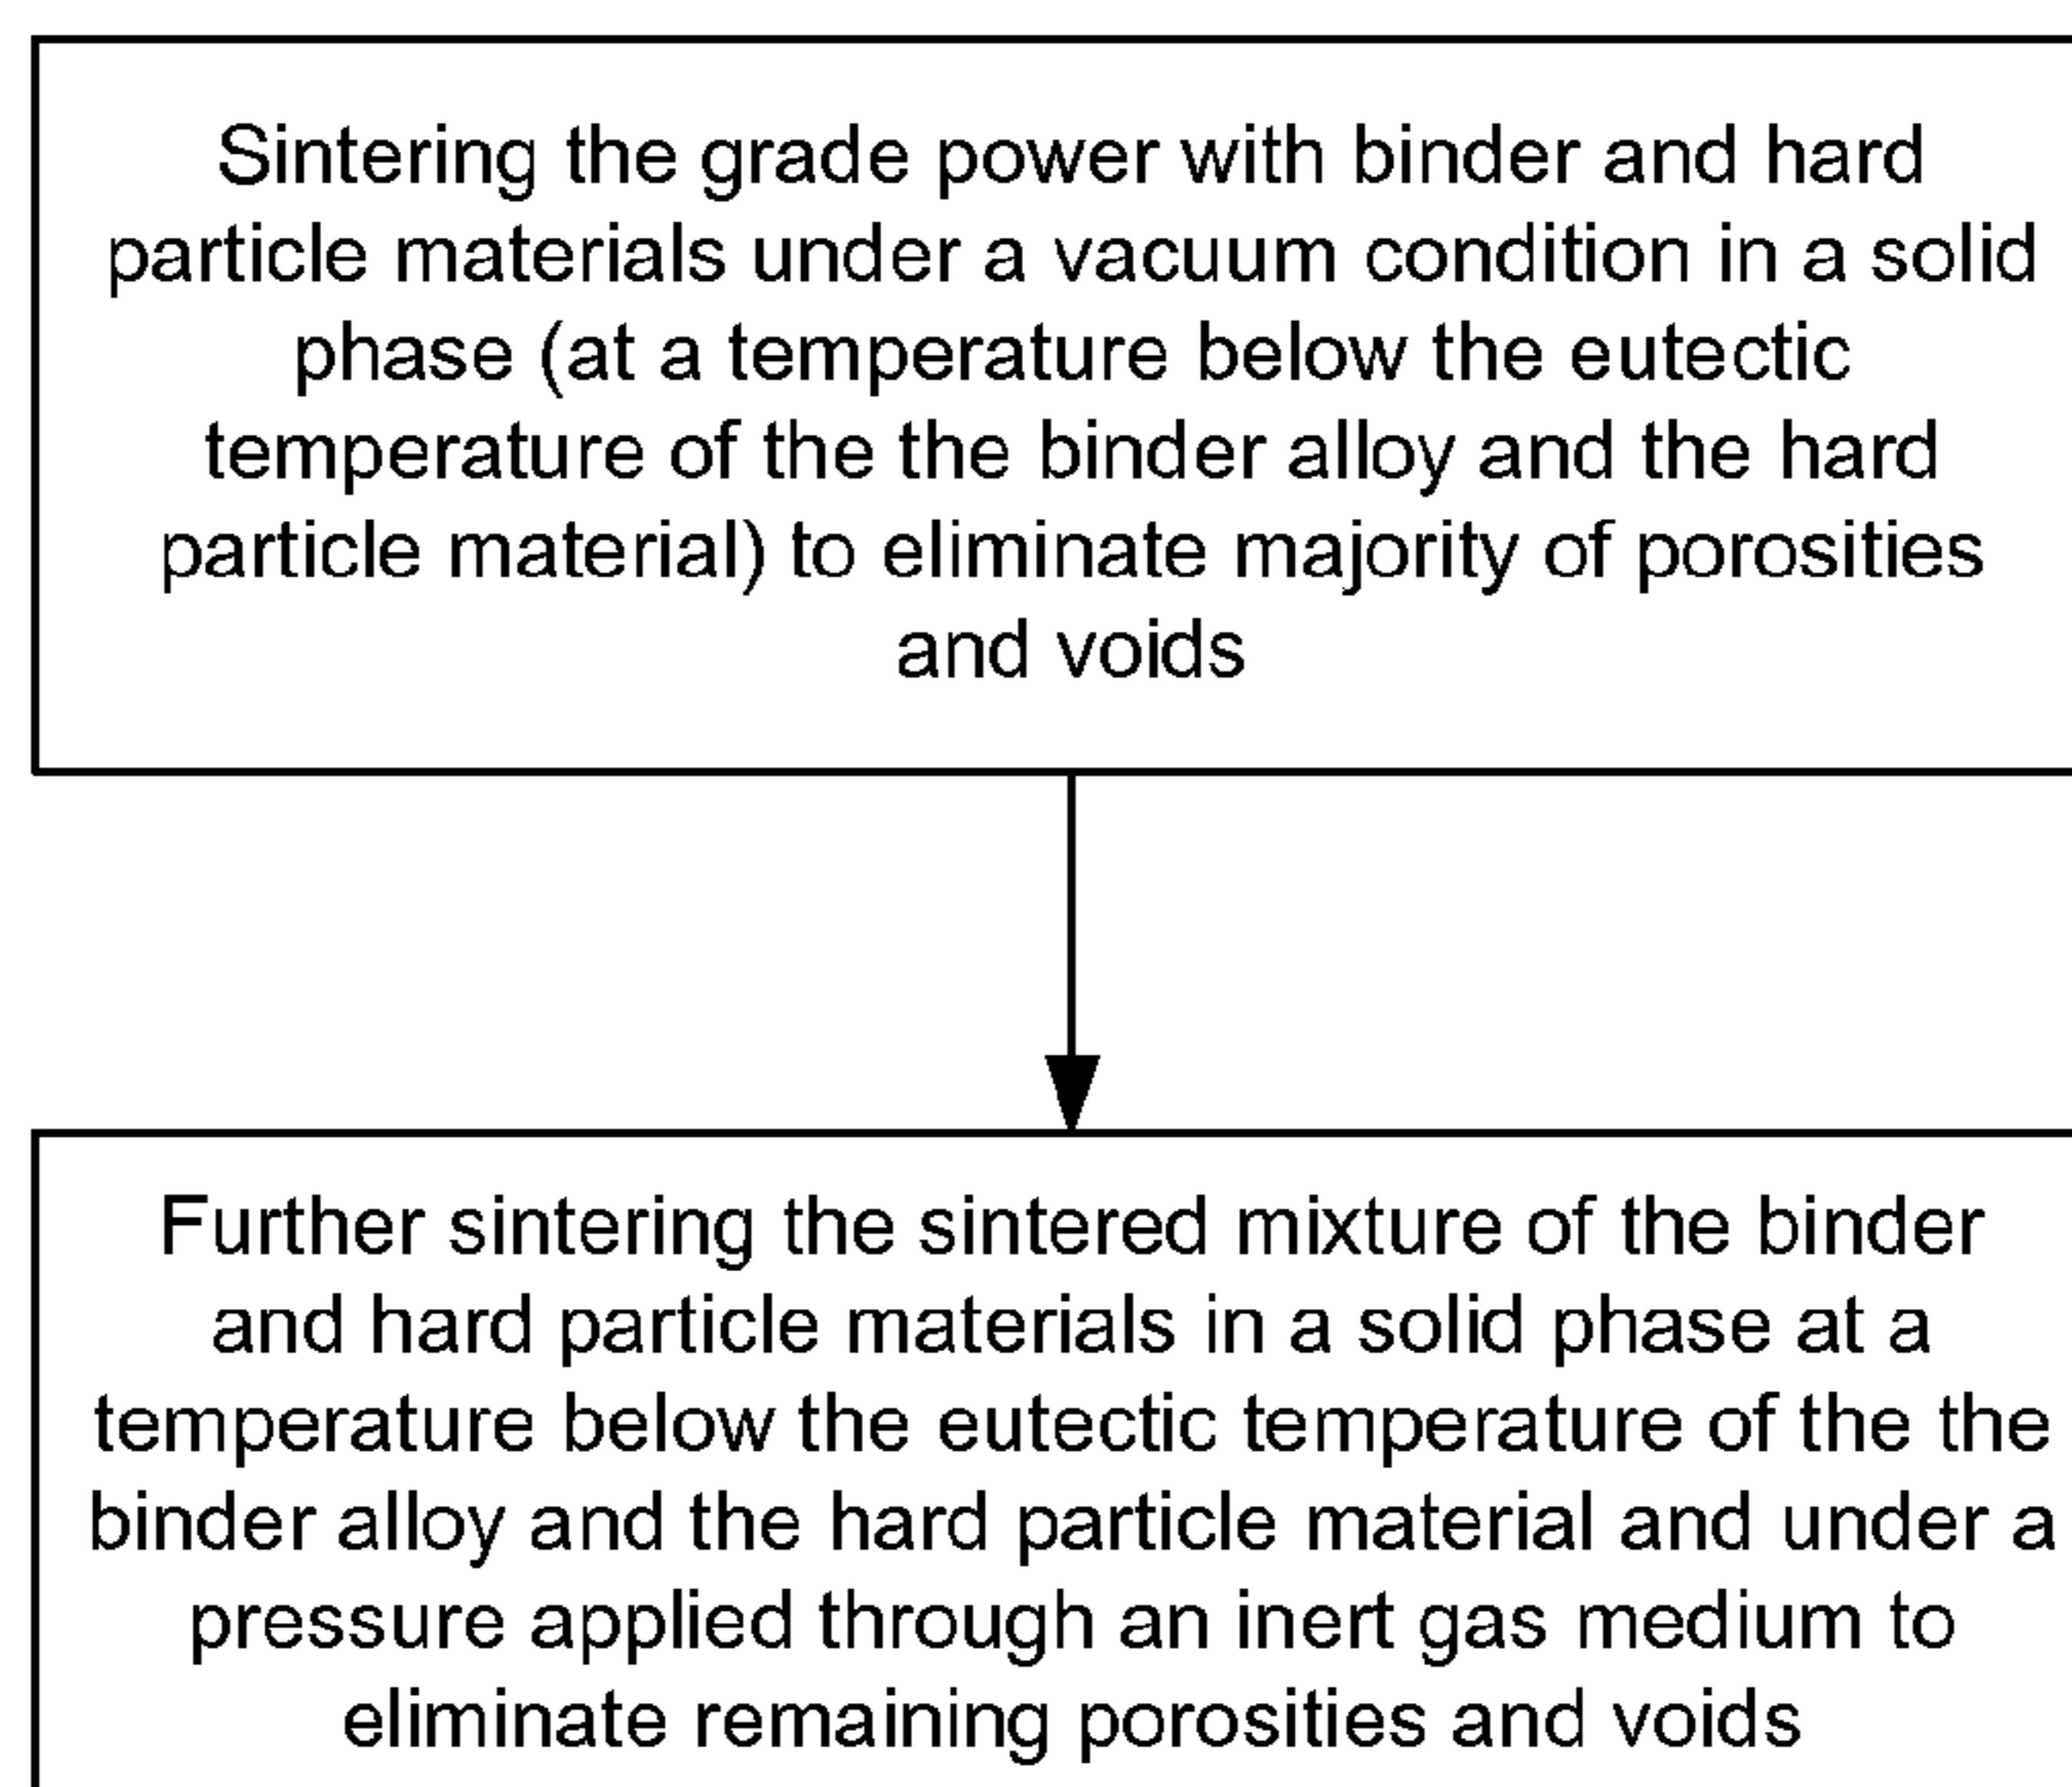 Sintering the grade power with binder and hard
particle materials under a vacuum condition in a solid
phase (at a temperature below the eutectic
temperature of the the binder alloy and the hard
particle material) to eliminate majority of porosities
and voids
Further sintering the sintered mixture of the binder
and hard particle materials in a solid phase at a
temperature below the eutectic temperature of the the
binder alloy and the hard particle material and under a
pressure applied through an inert gas medium to
eliminate remaining porosities and voids